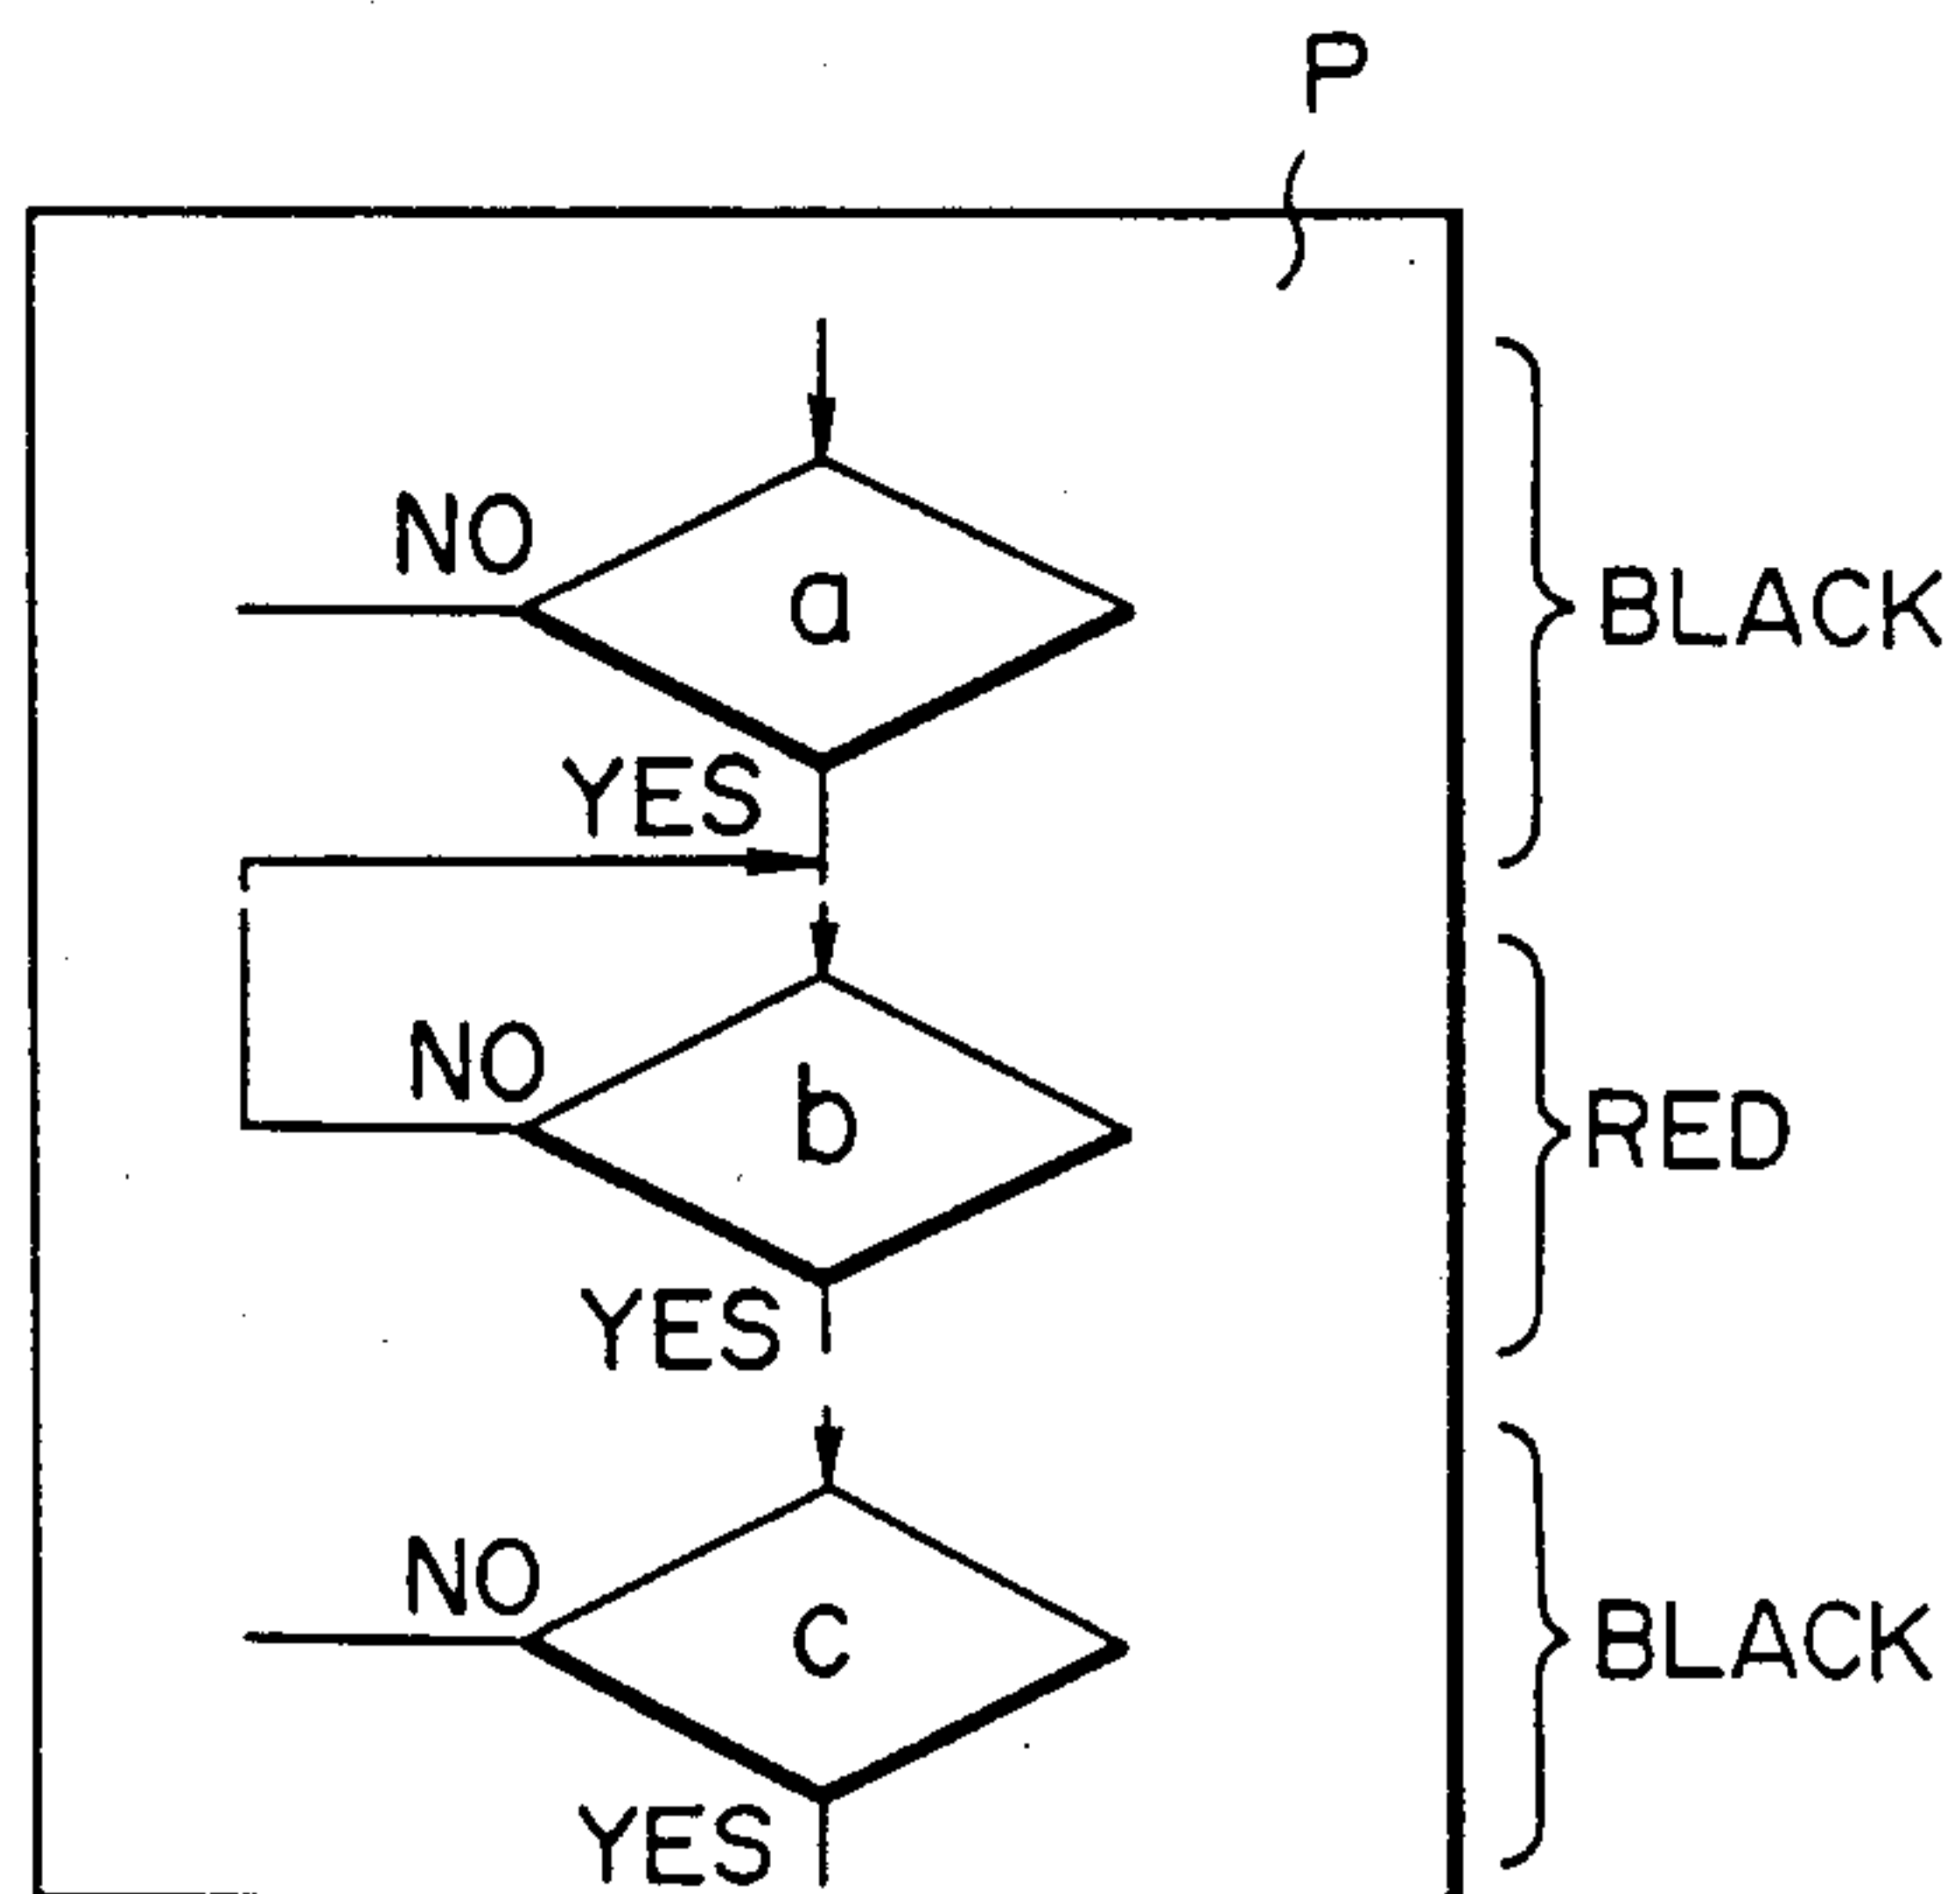 P
NO
a
BLACK
YES
NO
b
RED
YES
NO
c
BLACK
YES